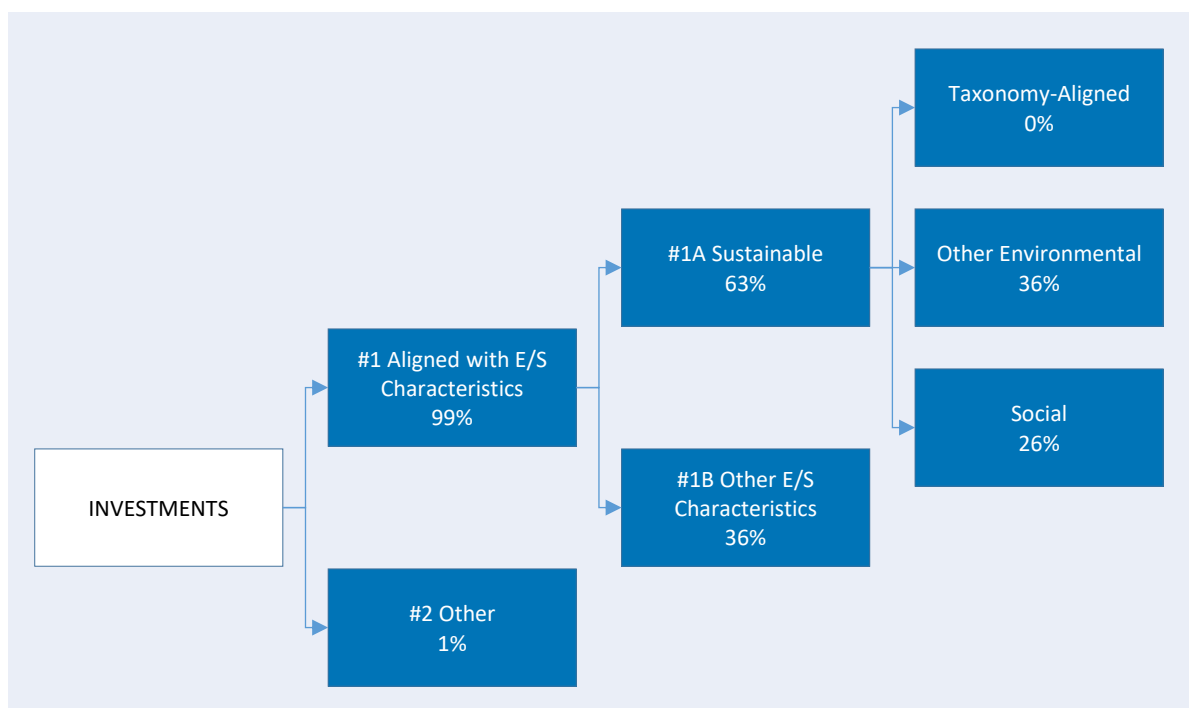 Taxonomy-Aligned
0%
#1A Sustainable
63%
Other Environmental
36%
#1 Aligned with E/S
Characteristics
99%
Social
26%
INVESTMENTS
#1B Other E/S
Characteristics
36%
#2 Other
1%